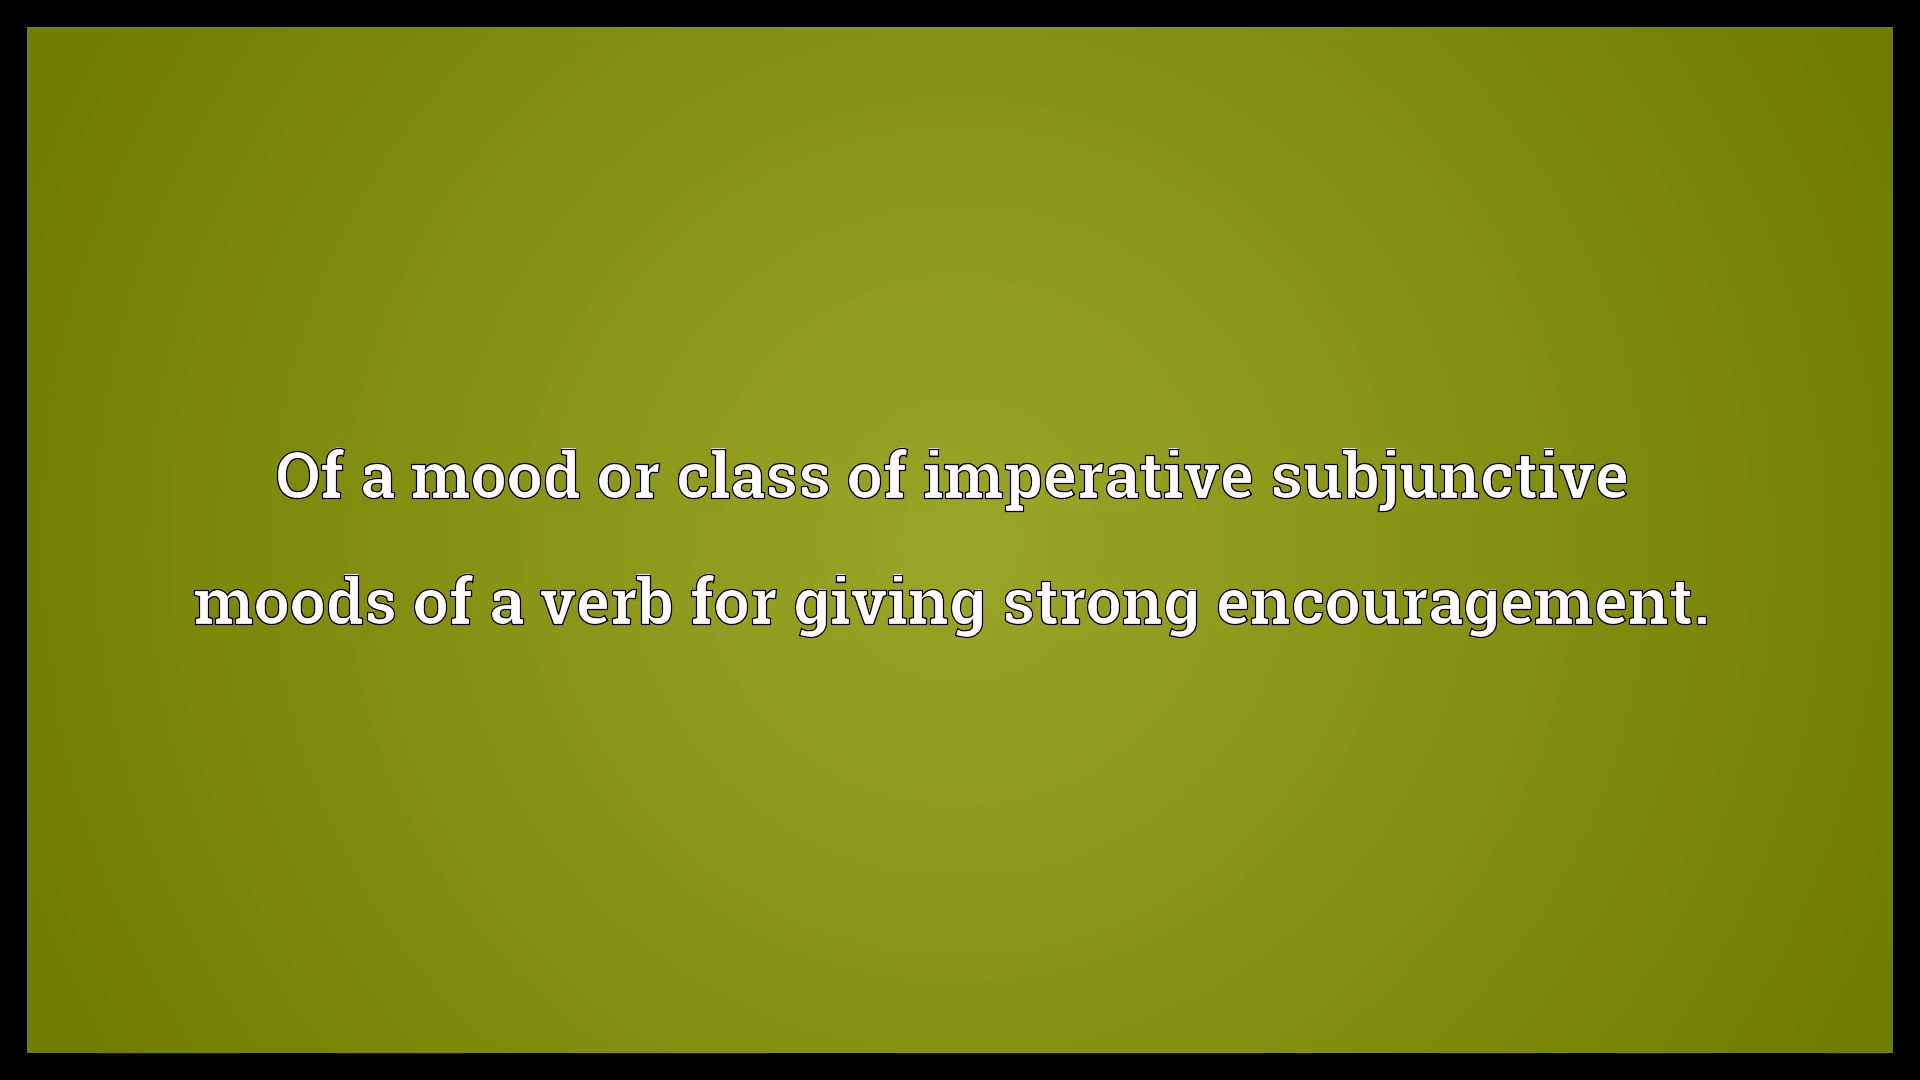 Of a mood or class of imperative subjunctive
moods of a verb for giving strong encouragement.